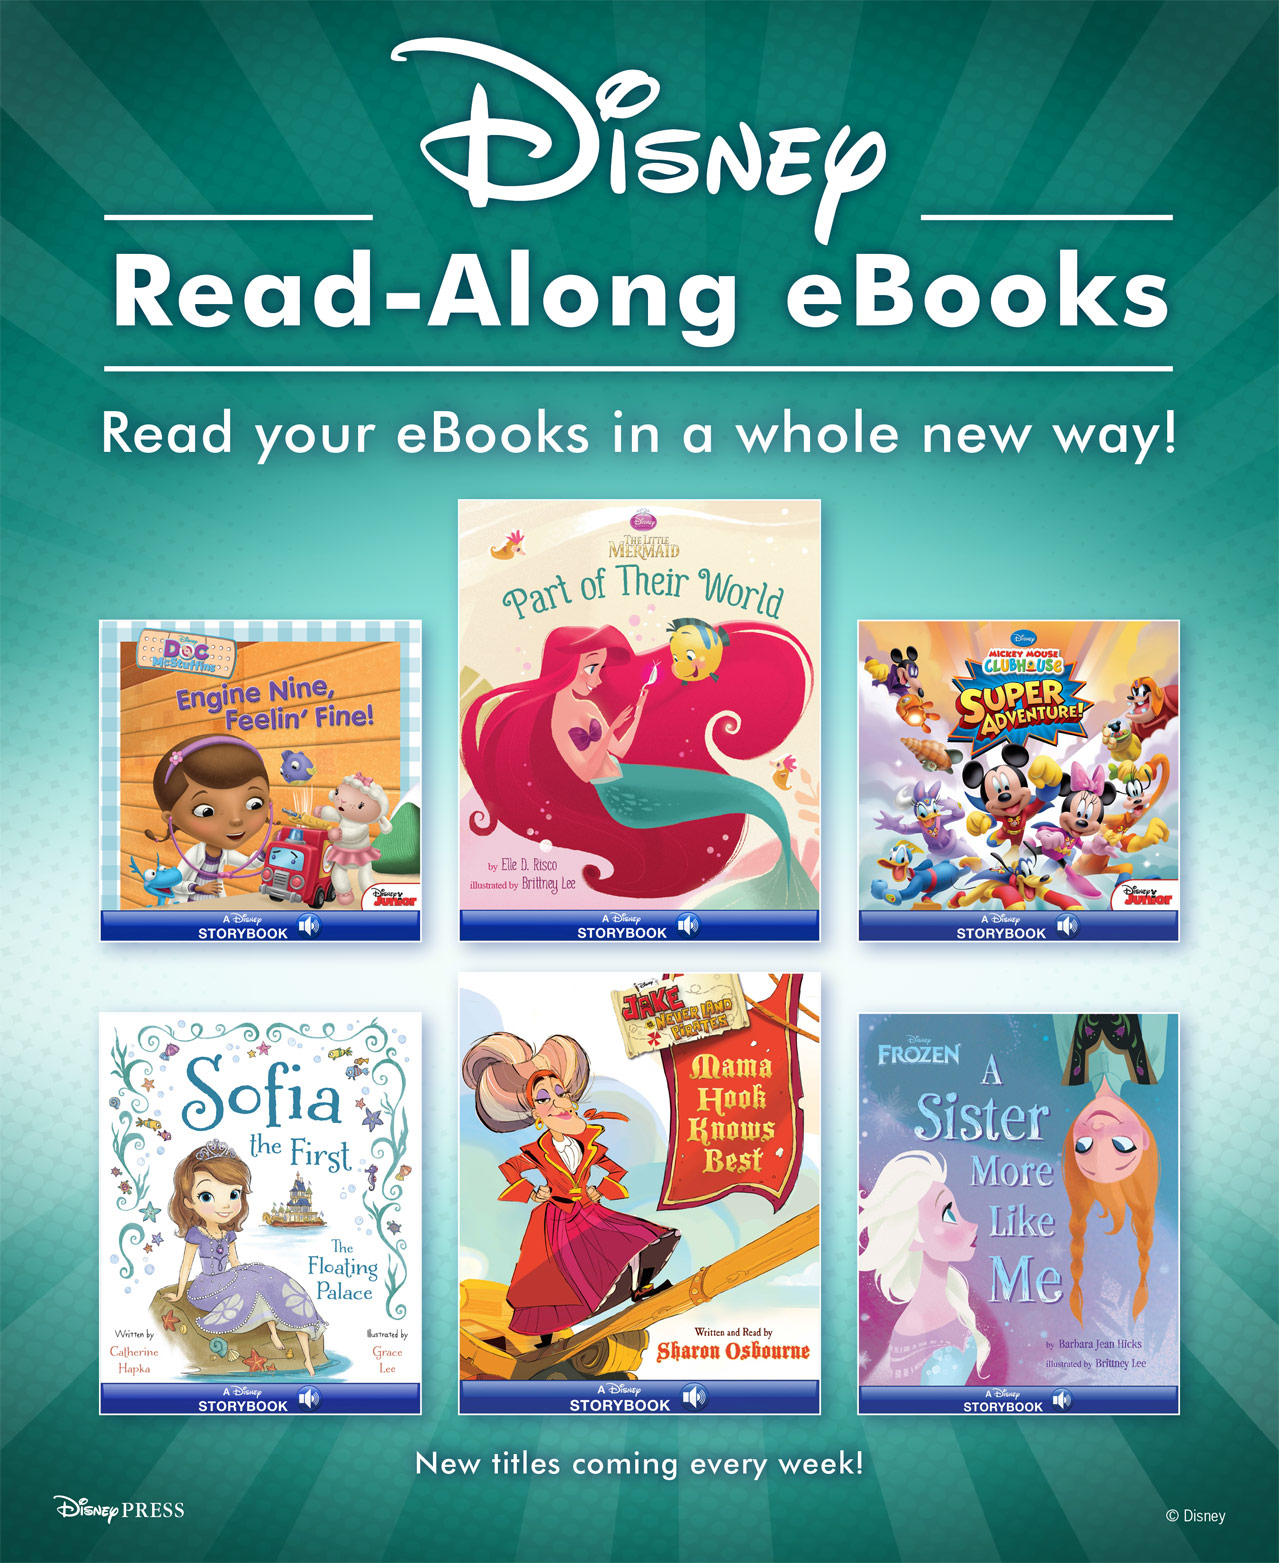 Disney
Read-Along eBooks
Read your eBooks in a whole new way!
Disney
DOC
McStuffins
Engine Nine,
Feelin' Fine!
Disney
Junior
A Disney
STORYBOOK
Disney
THE LITTLE
MERMAID
Part of Their World
by Elle D. Risco
illustrated by Brittney Lee
A Disney
STORYBOOK
Disney
MICKEY MOUSE
CLUBHOUSE
SUPER
ADVENTURE!
Disney
Junior
A Disney
STORYBOOK
Sofia
the First
The
Floating
Palace
Written by
Catherine
Hapka
Illustrated by
Grace
Lee
A Disney
STORYBOOK
Disney
JAKE
and the NEVER LAND
PIRATES
Mama
Hook
Knows
Best
Written and Read by
Sharon Osbourne
A Disney
STORYBOOK
Disney
FROZEN
A
Sister
More
Like
Me
by Barbara Jean Hicks
illustrated by Brittney Lee
A Disney
STORYBOOK
New titles coming every week!
Disney PRESS
© Disney